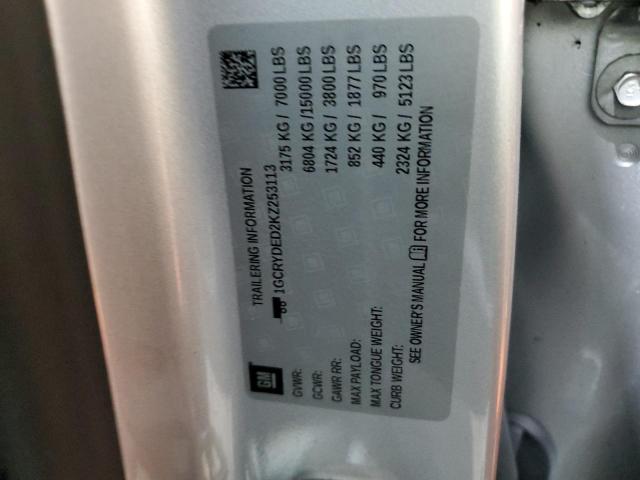 TRAILERING INFORMATION
1GCRYDED2KZ253113
GM
GVWR: 3175 KG / 7000 LBS
GCWR: 6804 KG /15000 LBS
GAWR RR: 1724 KG / 3800 LBS
MAX PAYLOAD: 852 KG / 1877 LBS
MAX TONGUE WEIGHT: 440 KG / 970 LBS
CURB WEIGHT: 2324 KG / 5123 LBS
SEE OWNER'S MANUAL FOR MORE INFORMATION